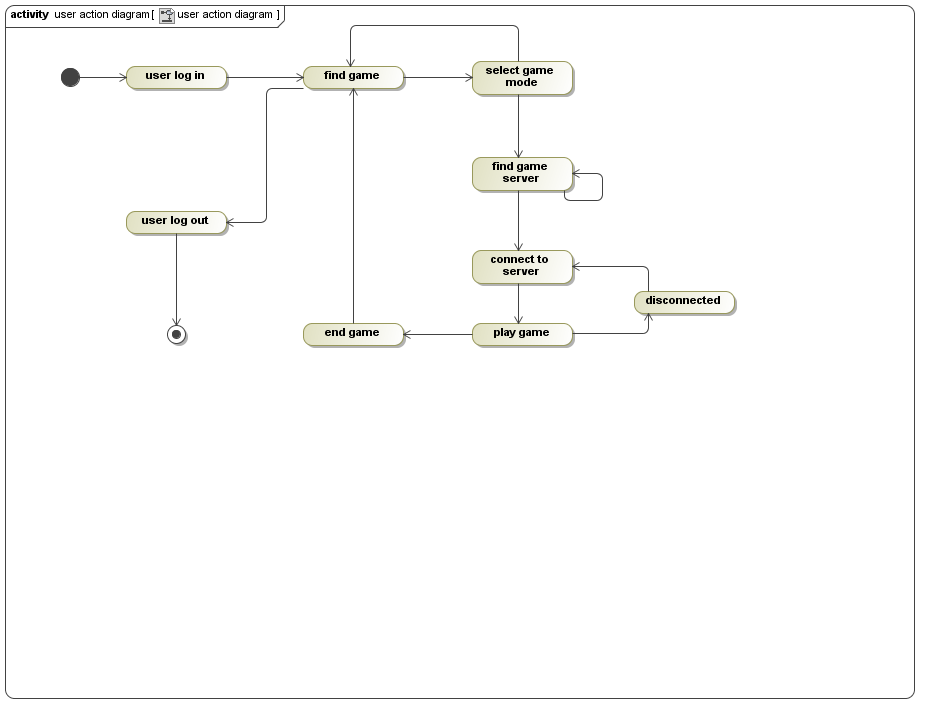 activity user action diagram[ user action diagram ]
user log in
find game
select game
mode
find game
server
user log out
connect to
server
disconnected
end game
play game